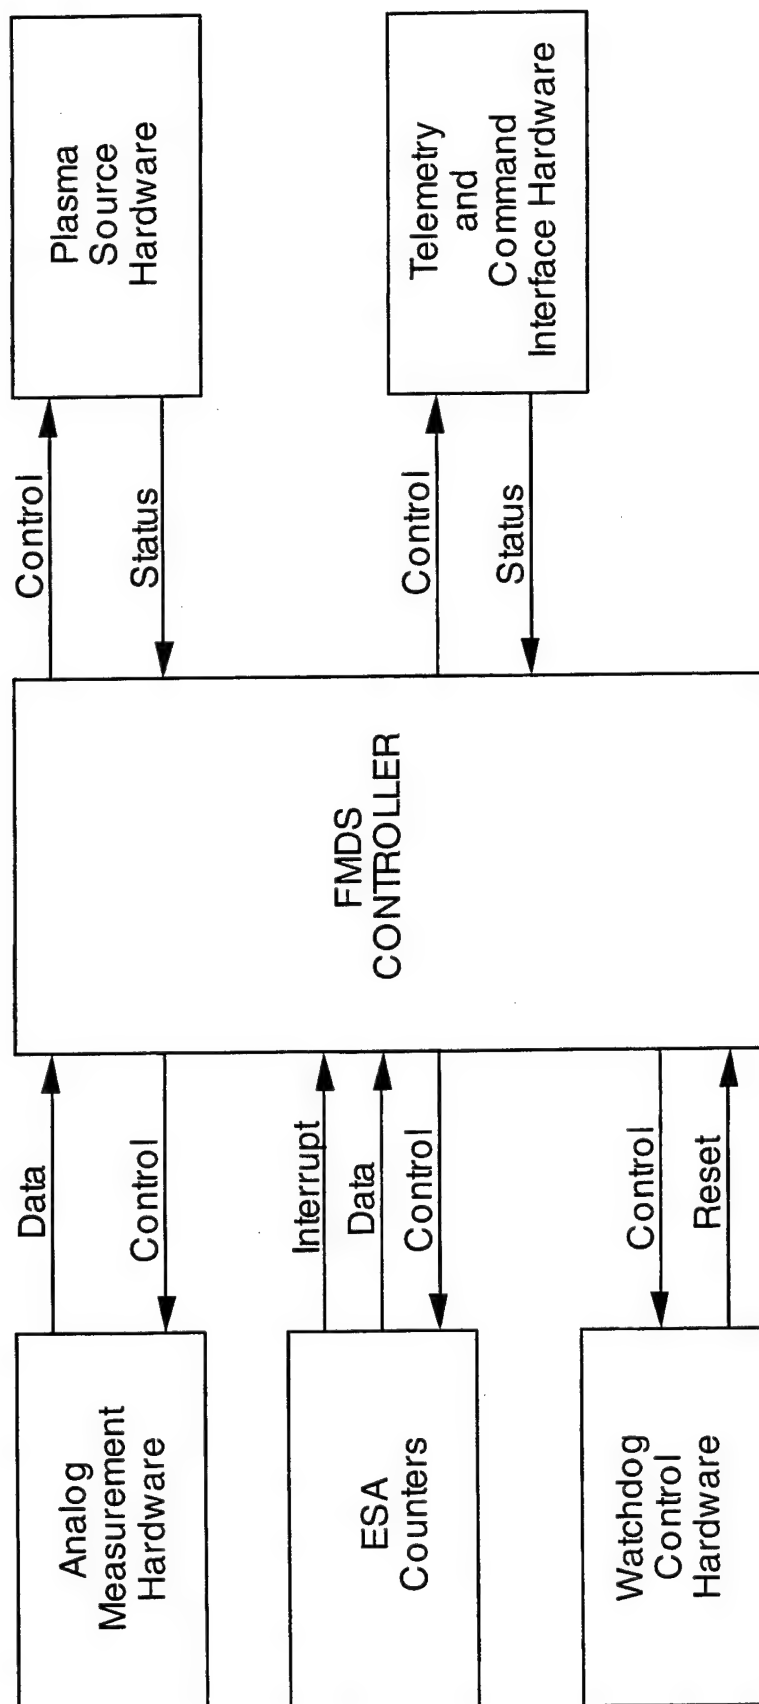 Analog
Measurement
Hardware
Data
Control
ESA
Counters
Interrupt
Data
Control
Watchdog
Control
Hardware
Control
Reset
FMDS
CONTROLLER
Control
Status
Plasma
Source
Hardware
Control
Status
Telemetry
and
Command
Interface Hardware